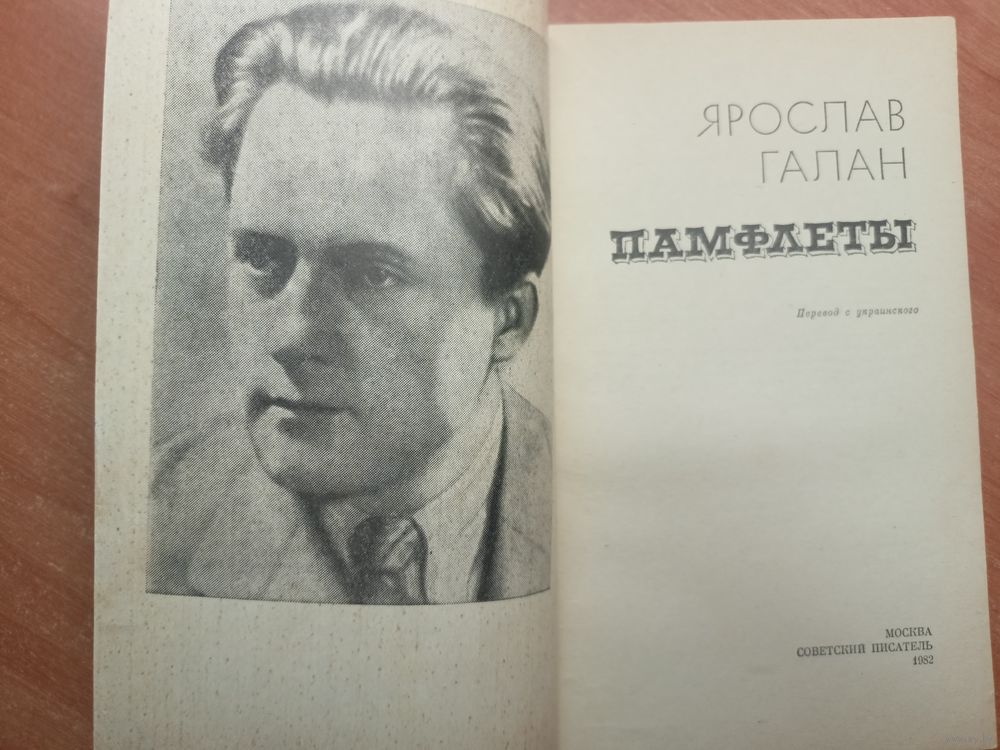 ЯРОСЛАВ
ГАЛАН
ПАМФЛЕТЫ
Перевод с украинского
МОСКВА
СОВЕТСКИЙ ПИСАТЕЛЬ
1982